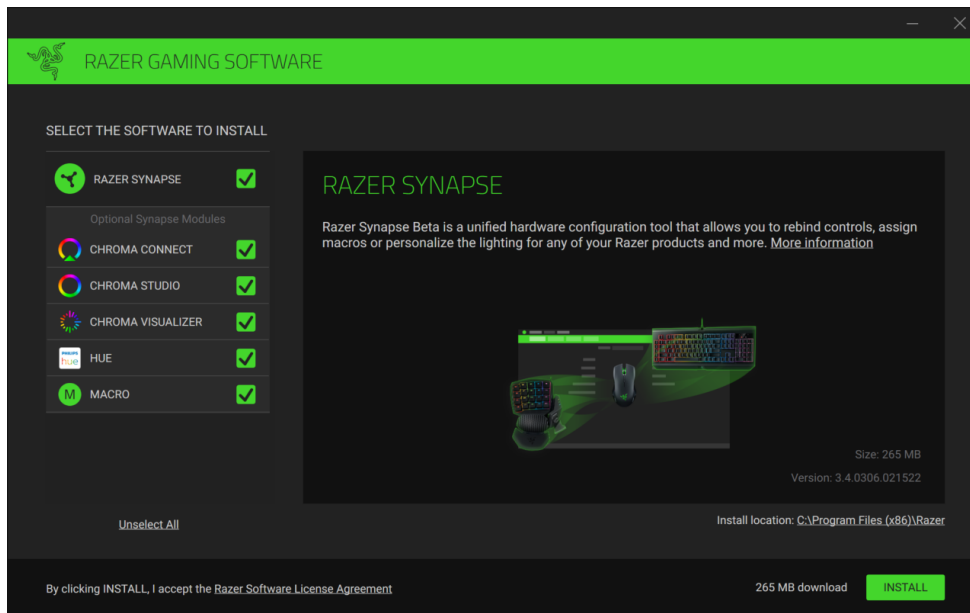 RAZER GAMING SOFTWARE
SELECT THE SOFTWARE TO INSTALL
RAZER SYNAPSE
Optional Synapse Modules
CHROMA CONNECT
CHROMA STUDIO
CHROMA VISUALIZER
PHILIPS
hue
HUE
M
MACRO
Unselect All
RAZER SYNAPSE
Razer Synapse Beta is a unified hardware configuration tool that allows you to rebind controls, assign
macros or personalize the lighting for any of your Razer products and more. More information
Size: 265 MB
Version: 3.4.0306.021522
Install location: C:\Program Files (x86)\Razer
By clicking INSTALL, I accept the Razer Software License Agreement
265 MB download
INSTALL